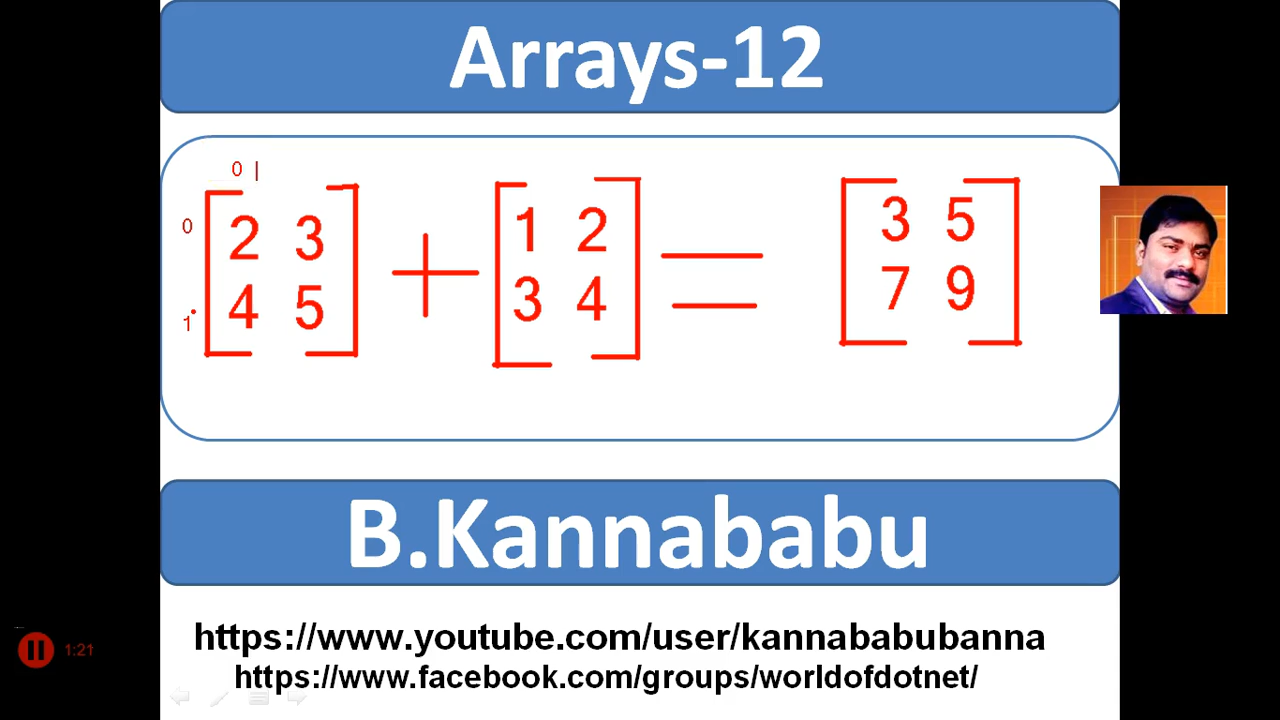 Arrays-12
0 |
0 2 3 + 1 2 = 3 5
1 4 5 3 4 7 9
B.Kannababu
https://www.youtube.com/user/kannababubanna
https://www.facebook.com/groups/worldofdotnet/
1:21